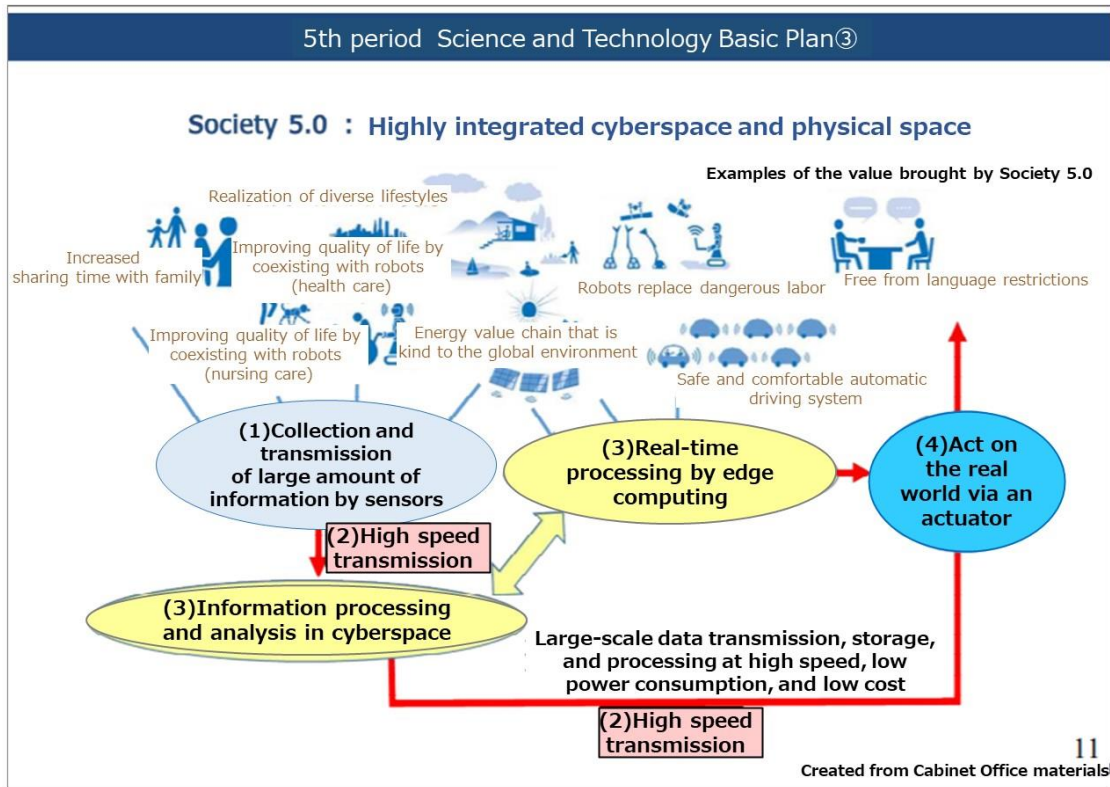 5th period Science and Technology Basic Plan③
Society 5.0 : Highly integrated cyberspace and physical space
Examples of the value brought by Society 5.0
Realization of diverse lifestyles
Increased
sharing time with family
Improving quality of life by
coexisting with robots
(health care)
Robots replace dangerous labor
Free from language restrictions
Improving quality of life by
coexisting with robots
(nursing care)
Energy value chain that is
kind to the global environment
Safe and comfortable automatic
driving system
(1)Collection and
transmission
of large amount of
information by sensors
(3)Real-time
processing by edge
computing
(4)Act on
the real
world via an
actuator
(2)High speed
transmission
(3)Information processing
and analysis in cyberspace
Large-scale data transmission, storage,
and processing at high speed, low
power consumption, and low cost
(2)High speed
transmission
11
Created from Cabinet Office materials